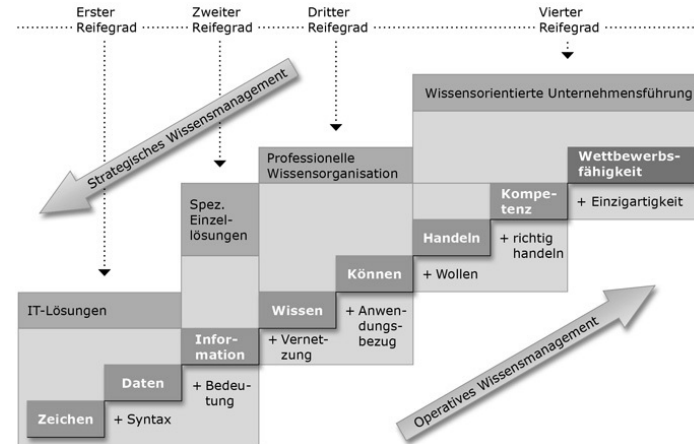 Erster
Reifegrad
Zweiter
Reifegrad
Dritter
Reifegrad
Vierter
Reifegrad
Strategisches Wissensmanagement
Wissensorientierte Unternehmensführung
Professionelle
Wissensorganisation
Wettbewerbs-
fähigkeit
Spez.
Einzel-
lösungen
Kompe-
tenz
+ Einzigartigkeit
Handeln
+ richtig
handeln
Können
+ Wollen
IT-Lösungen
Wissen
+ Anwen-
dungs-
bezug
Infor-
mation
+ Vernet-
zung
Daten
+ Bedeu-
tung
Zeichen
+ Syntax
Operatives Wissensmanagement